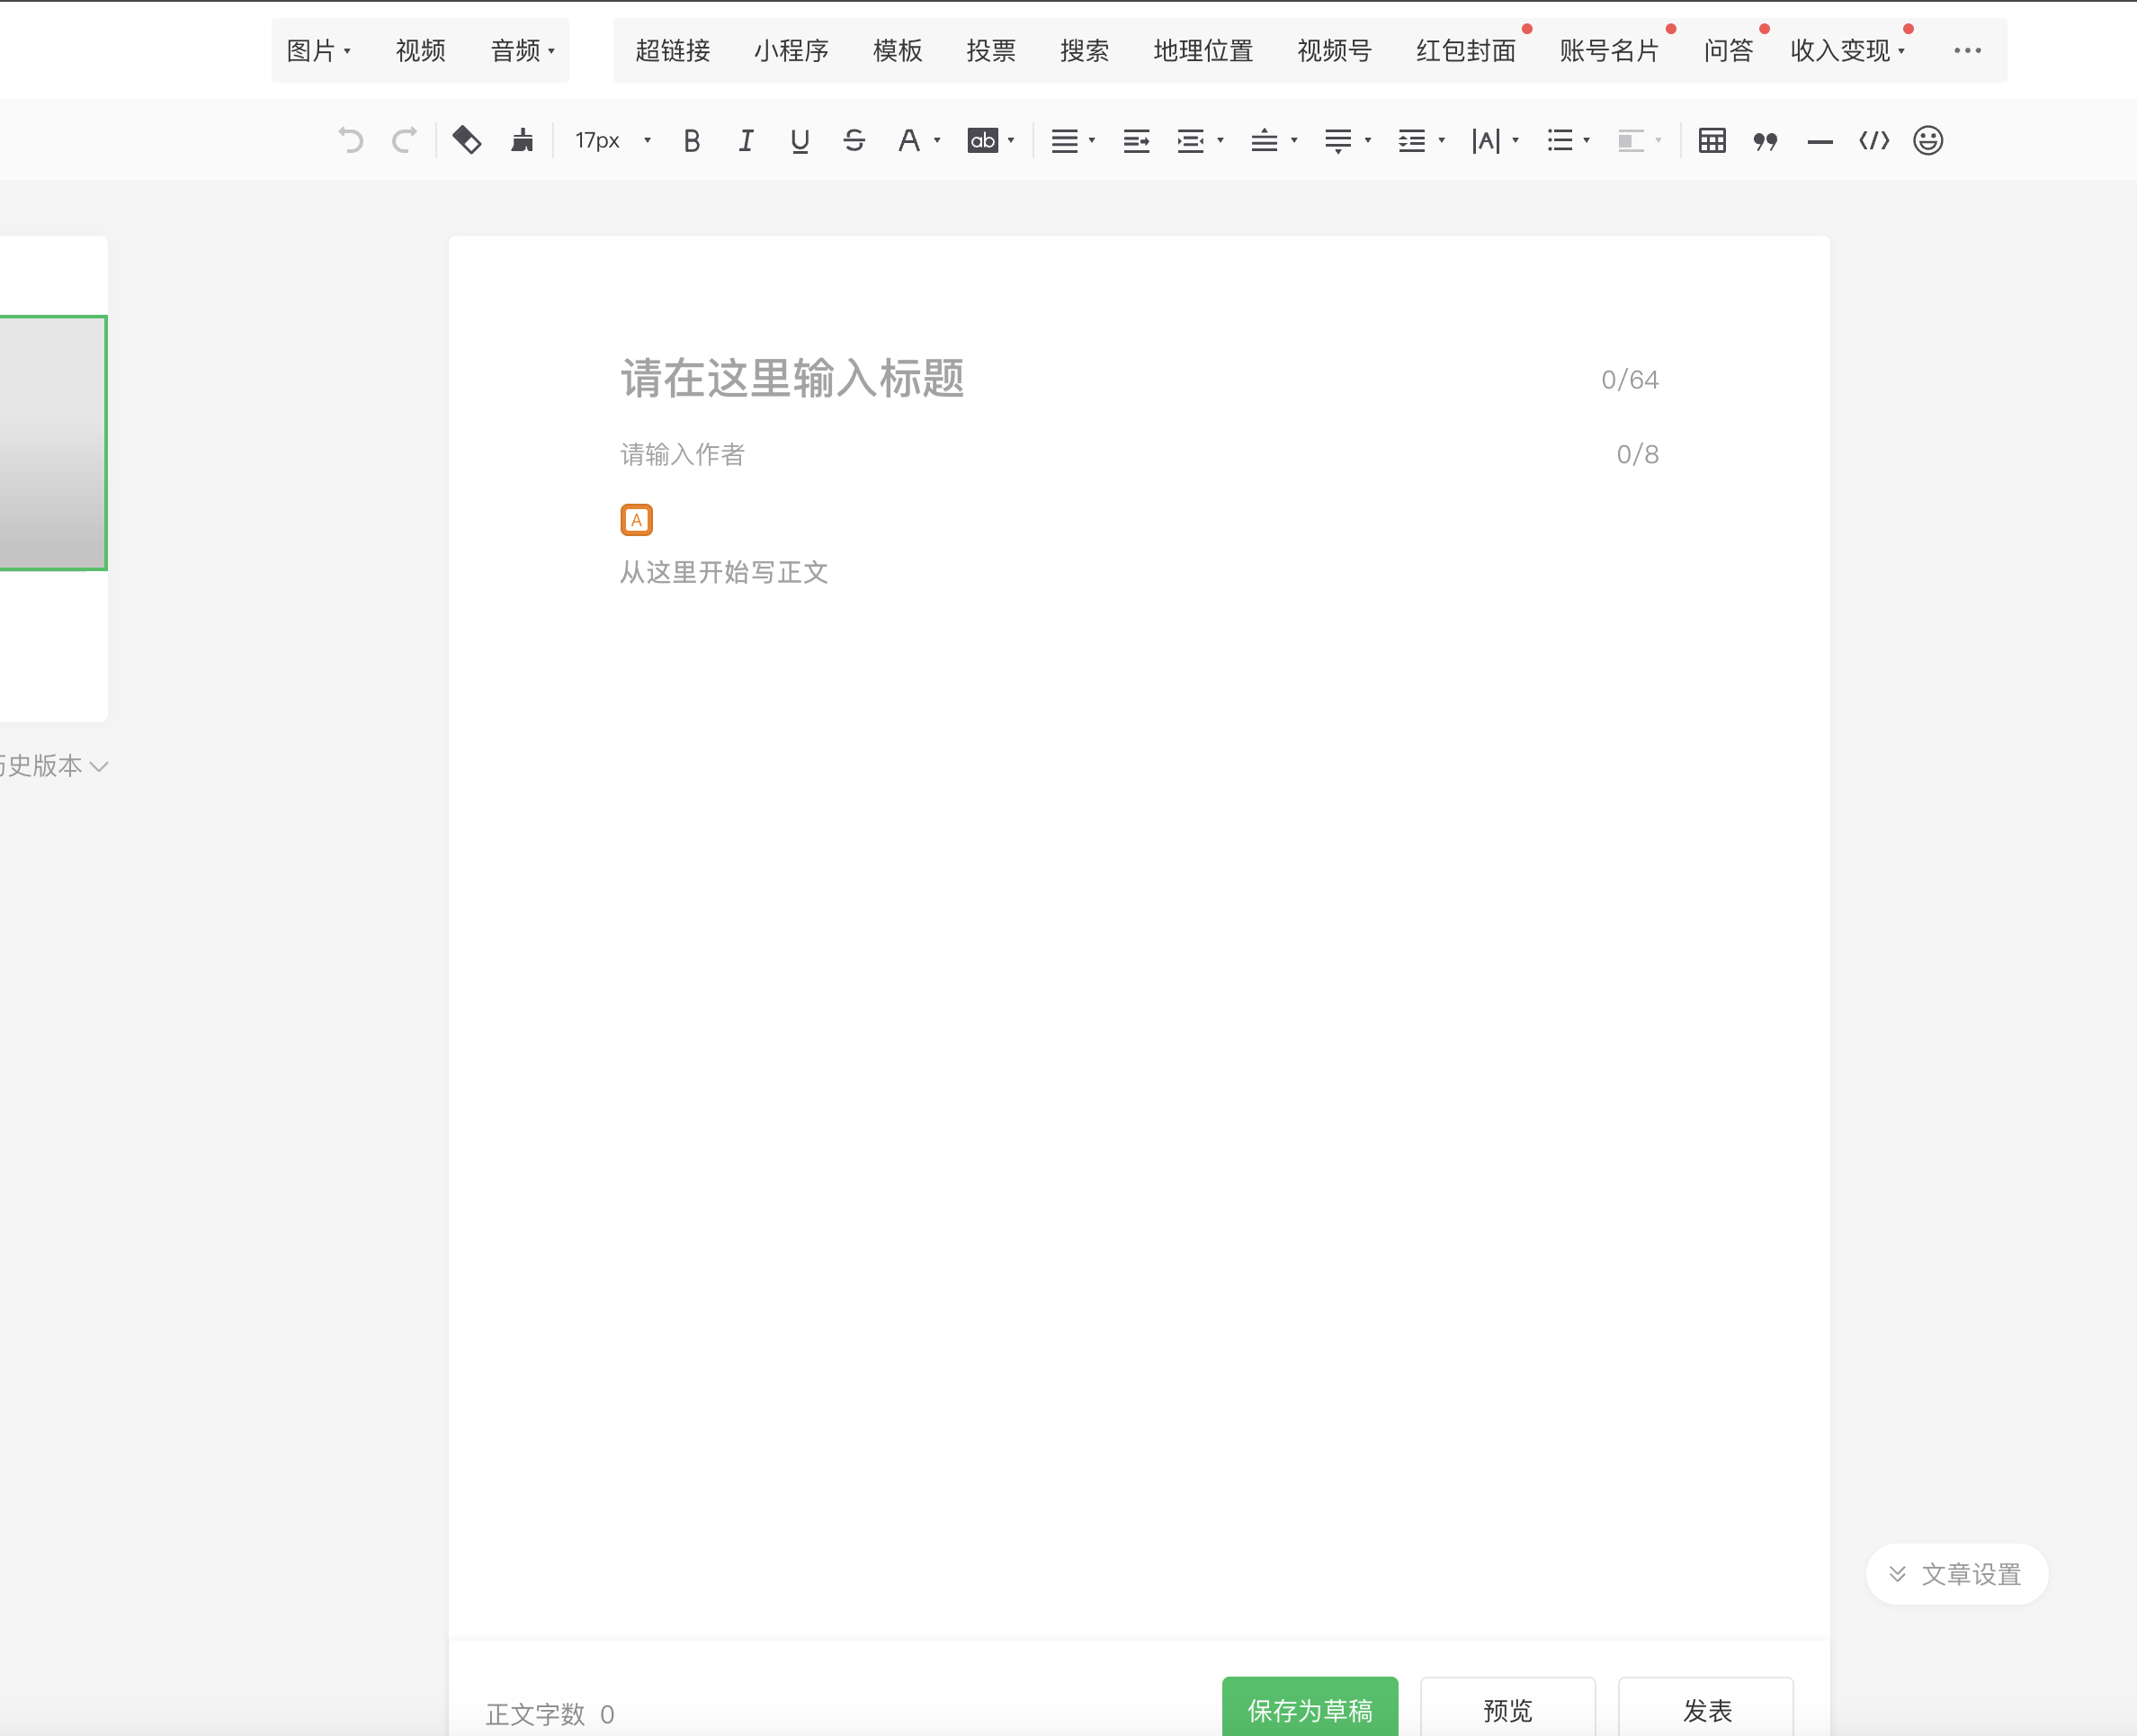 图片 视频 音频 超链接 小程序 模板 投票 搜索 地理位置 视频号 红包封面 账号名片 问答 收入变现 ···
17px B I U S A ab |A|
请在这里输入标题 0/64
请输入作者 0/8
A
从这里开始写正文
史版本
文章设置
正文字数 0 保存为草稿 预览 发表